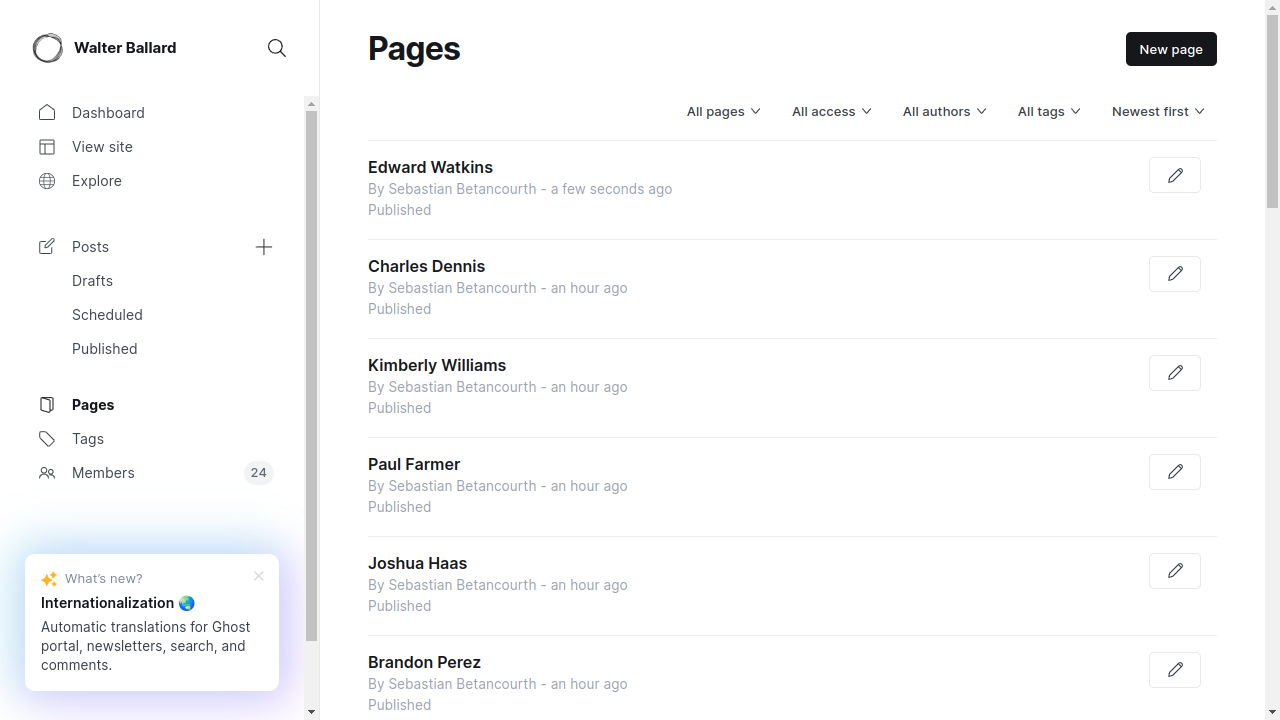 Walter Ballard
Dashboard
View site
Explore
Posts
Drafts
Scheduled
Published
Pages
Tags
Members 24
What's new?
Internationalization 🌏
Automatic translations for Ghost
portal, newsletters, search, and
comments.
Pages
New page
All pages All access All authors All tags Newest first
Edward Watkins
By Sebastian Betancourth - a few seconds ago
Published
Charles Dennis
By Sebastian Betancourth - an hour ago
Published
Kimberly Williams
By Sebastian Betancourth - an hour ago
Published
Paul Farmer
By Sebastian Betancourth - an hour ago
Published
Joshua Haas
By Sebastian Betancourth - an hour ago
Published
Brandon Perez
By Sebastian Betancourth - an hour ago
Published